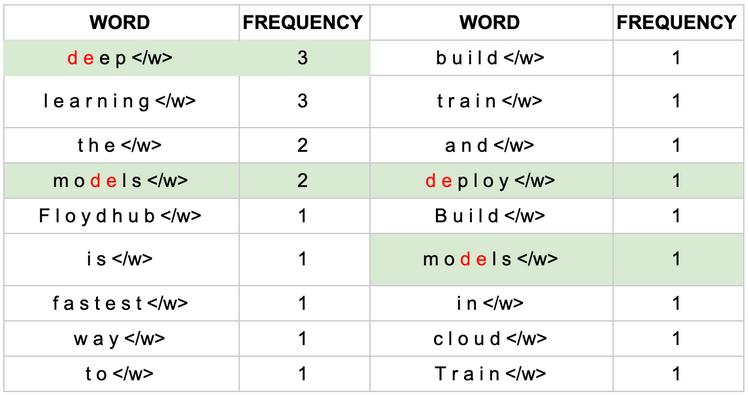 WORD FREQUENCY WORD FREQUENCY
d e e p </w> 3 b u i l d </w> 1
l e a r n i n g </w> 3 t r a i n </w> 1
t h e </w> 2 a n d </w> 1
m o d e l s </w> 2 d e p l o y </w> 1
F l o y d h u b </w> 1 B u i l d </w> 1
i s </w> 1 m o d e l s </w> 1
f a s t e s t </w> 1 i n </w> 1
w a y </w> 1 c l o u d </w> 1
t o </w> 1 T r a i n </w> 1